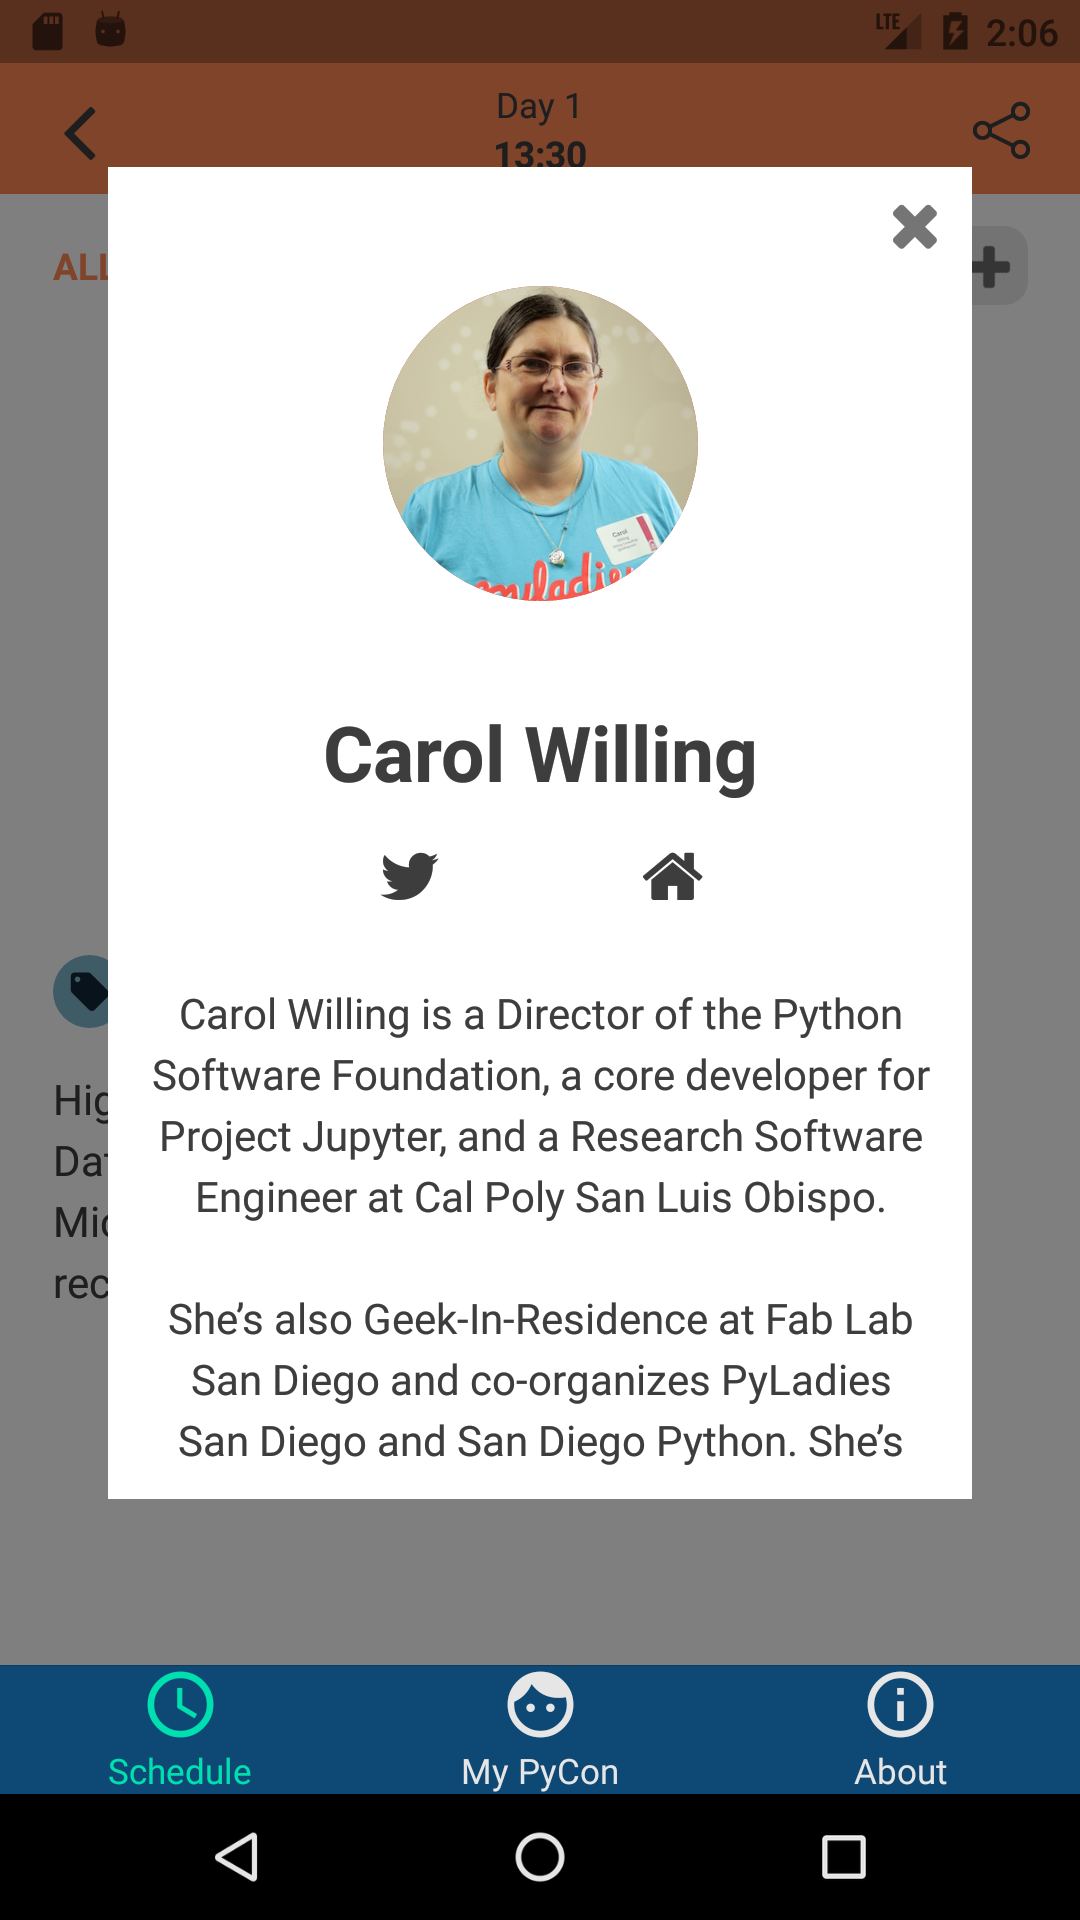 LTE 2:06
Day 1
13:30
ALL
Carol
Carol Willing
Carol Willing is a Director of the Python
Software Foundation, a core developer for
Project Jupyter, and a Research Software
Engineer at Cal Poly San Luis Obispo.
She’s also Geek-In-Residence at Fab Lab
San Diego and co-organizes PyLadies
San Diego and San Diego Python. She’s
Hig
Dat
Mic
rec
Schedule My PyCon About